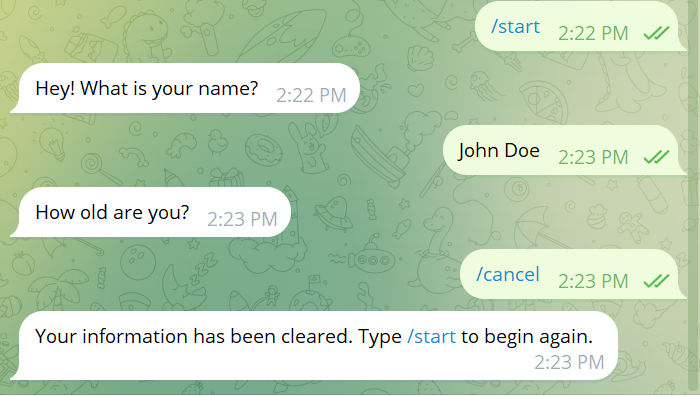 /start 2:22 PM
Hey! What is your name? 2:22 PM
John Doe 2:23 PM
How old are you? 2:23 PM
/cancel 2:23 PM
Your information has been cleared. Type /start to begin again.
2:23 PM